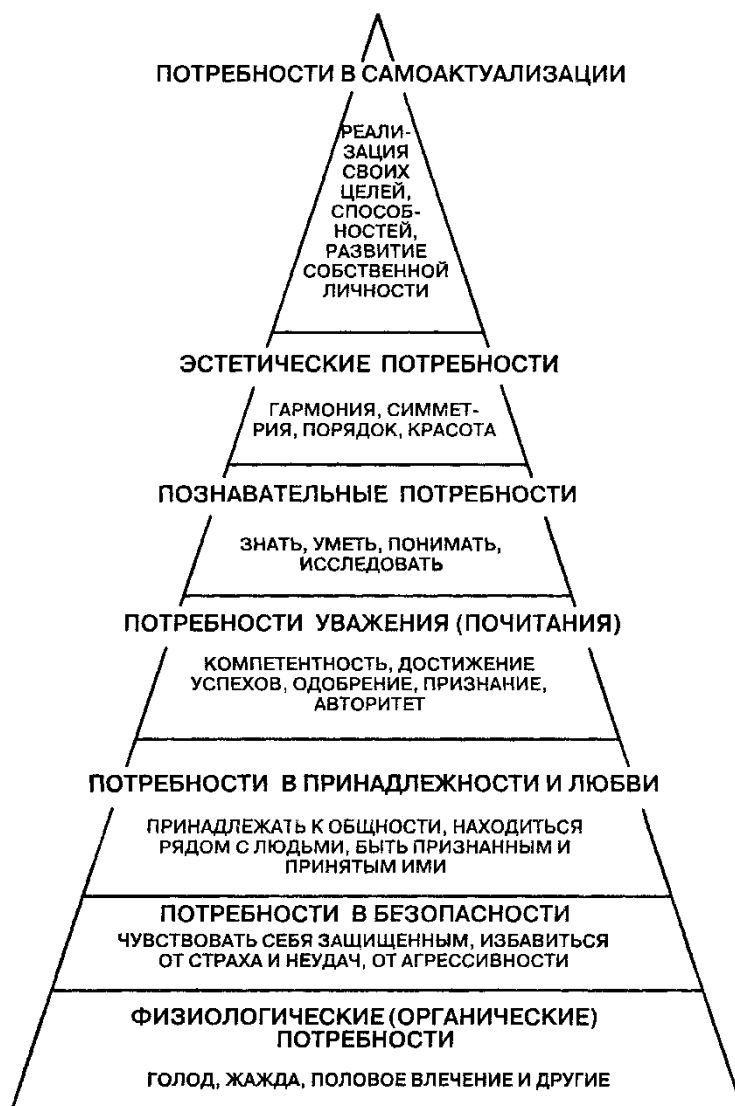 ПОТРЕБНОСТИ В САМОАКТУАЛИЗАЦИИ
РЕАЛИ-
ЗАЦИЯ
СВОИХ
ЦЕЛЕЙ,
СПОСОБ-
НОСТЕЙ,
РАЗВИТИЕ
СОБСТВЕННОЙ
ЛИЧНОСТИ
ЭСТЕТИЧЕСКИЕ ПОТРЕБНОСТИ
ГАРМОНИЯ, СИММЕТ-
РИЯ, ПОРЯДОК, КРАСОТА
ПОЗНАВАТЕЛЬНЫЕ ПОТРЕБНОСТИ
ЗНАТЬ, УМЕТЬ, ПОНИМАТЬ,
ИССЛЕДОВАТЬ
ПОТРЕБНОСТИ УВАЖЕНИЯ (ПОЧИТАНИЯ)
КОМПЕТЕНТНОСТЬ, ДОСТИЖЕНИЕ
УСПЕХОВ, ОДОБРЕНИЕ, ПРИЗНАНИЕ,
АВТОРИТЕТ
ПОТРЕБНОСТИ В ПРИНАДЛЕЖНОСТИ И ЛЮБВИ
ПРИНАДЛЕЖАТЬ К ОБЩНОСТИ, НАХОДИТЬСЯ
РЯДОМ С ЛЮДЬМИ, БЫТЬ ПРИЗНАННЫМ И
ПРИНЯТЫМ ИМИ
ПОТРЕБНОСТИ В БЕЗОПАСНОСТИ
ЧУВСТВОВАТЬ СЕБЯ ЗАЩИЩЕННЫМ, ИЗБАВИТЬСЯ
ОТ СТРАХА И НЕУДАЧ, ОТ АГРЕССИВНОСТИ
ФИЗИОЛОГИЧЕСКИЕ (ОРГАНИЧЕСКИЕ)
ПОТРЕБНОСТИ
ГОЛОД, ЖАЖДА, ПОЛОВОЕ ВЛЕЧЕНИЕ И ДРУГИЕ